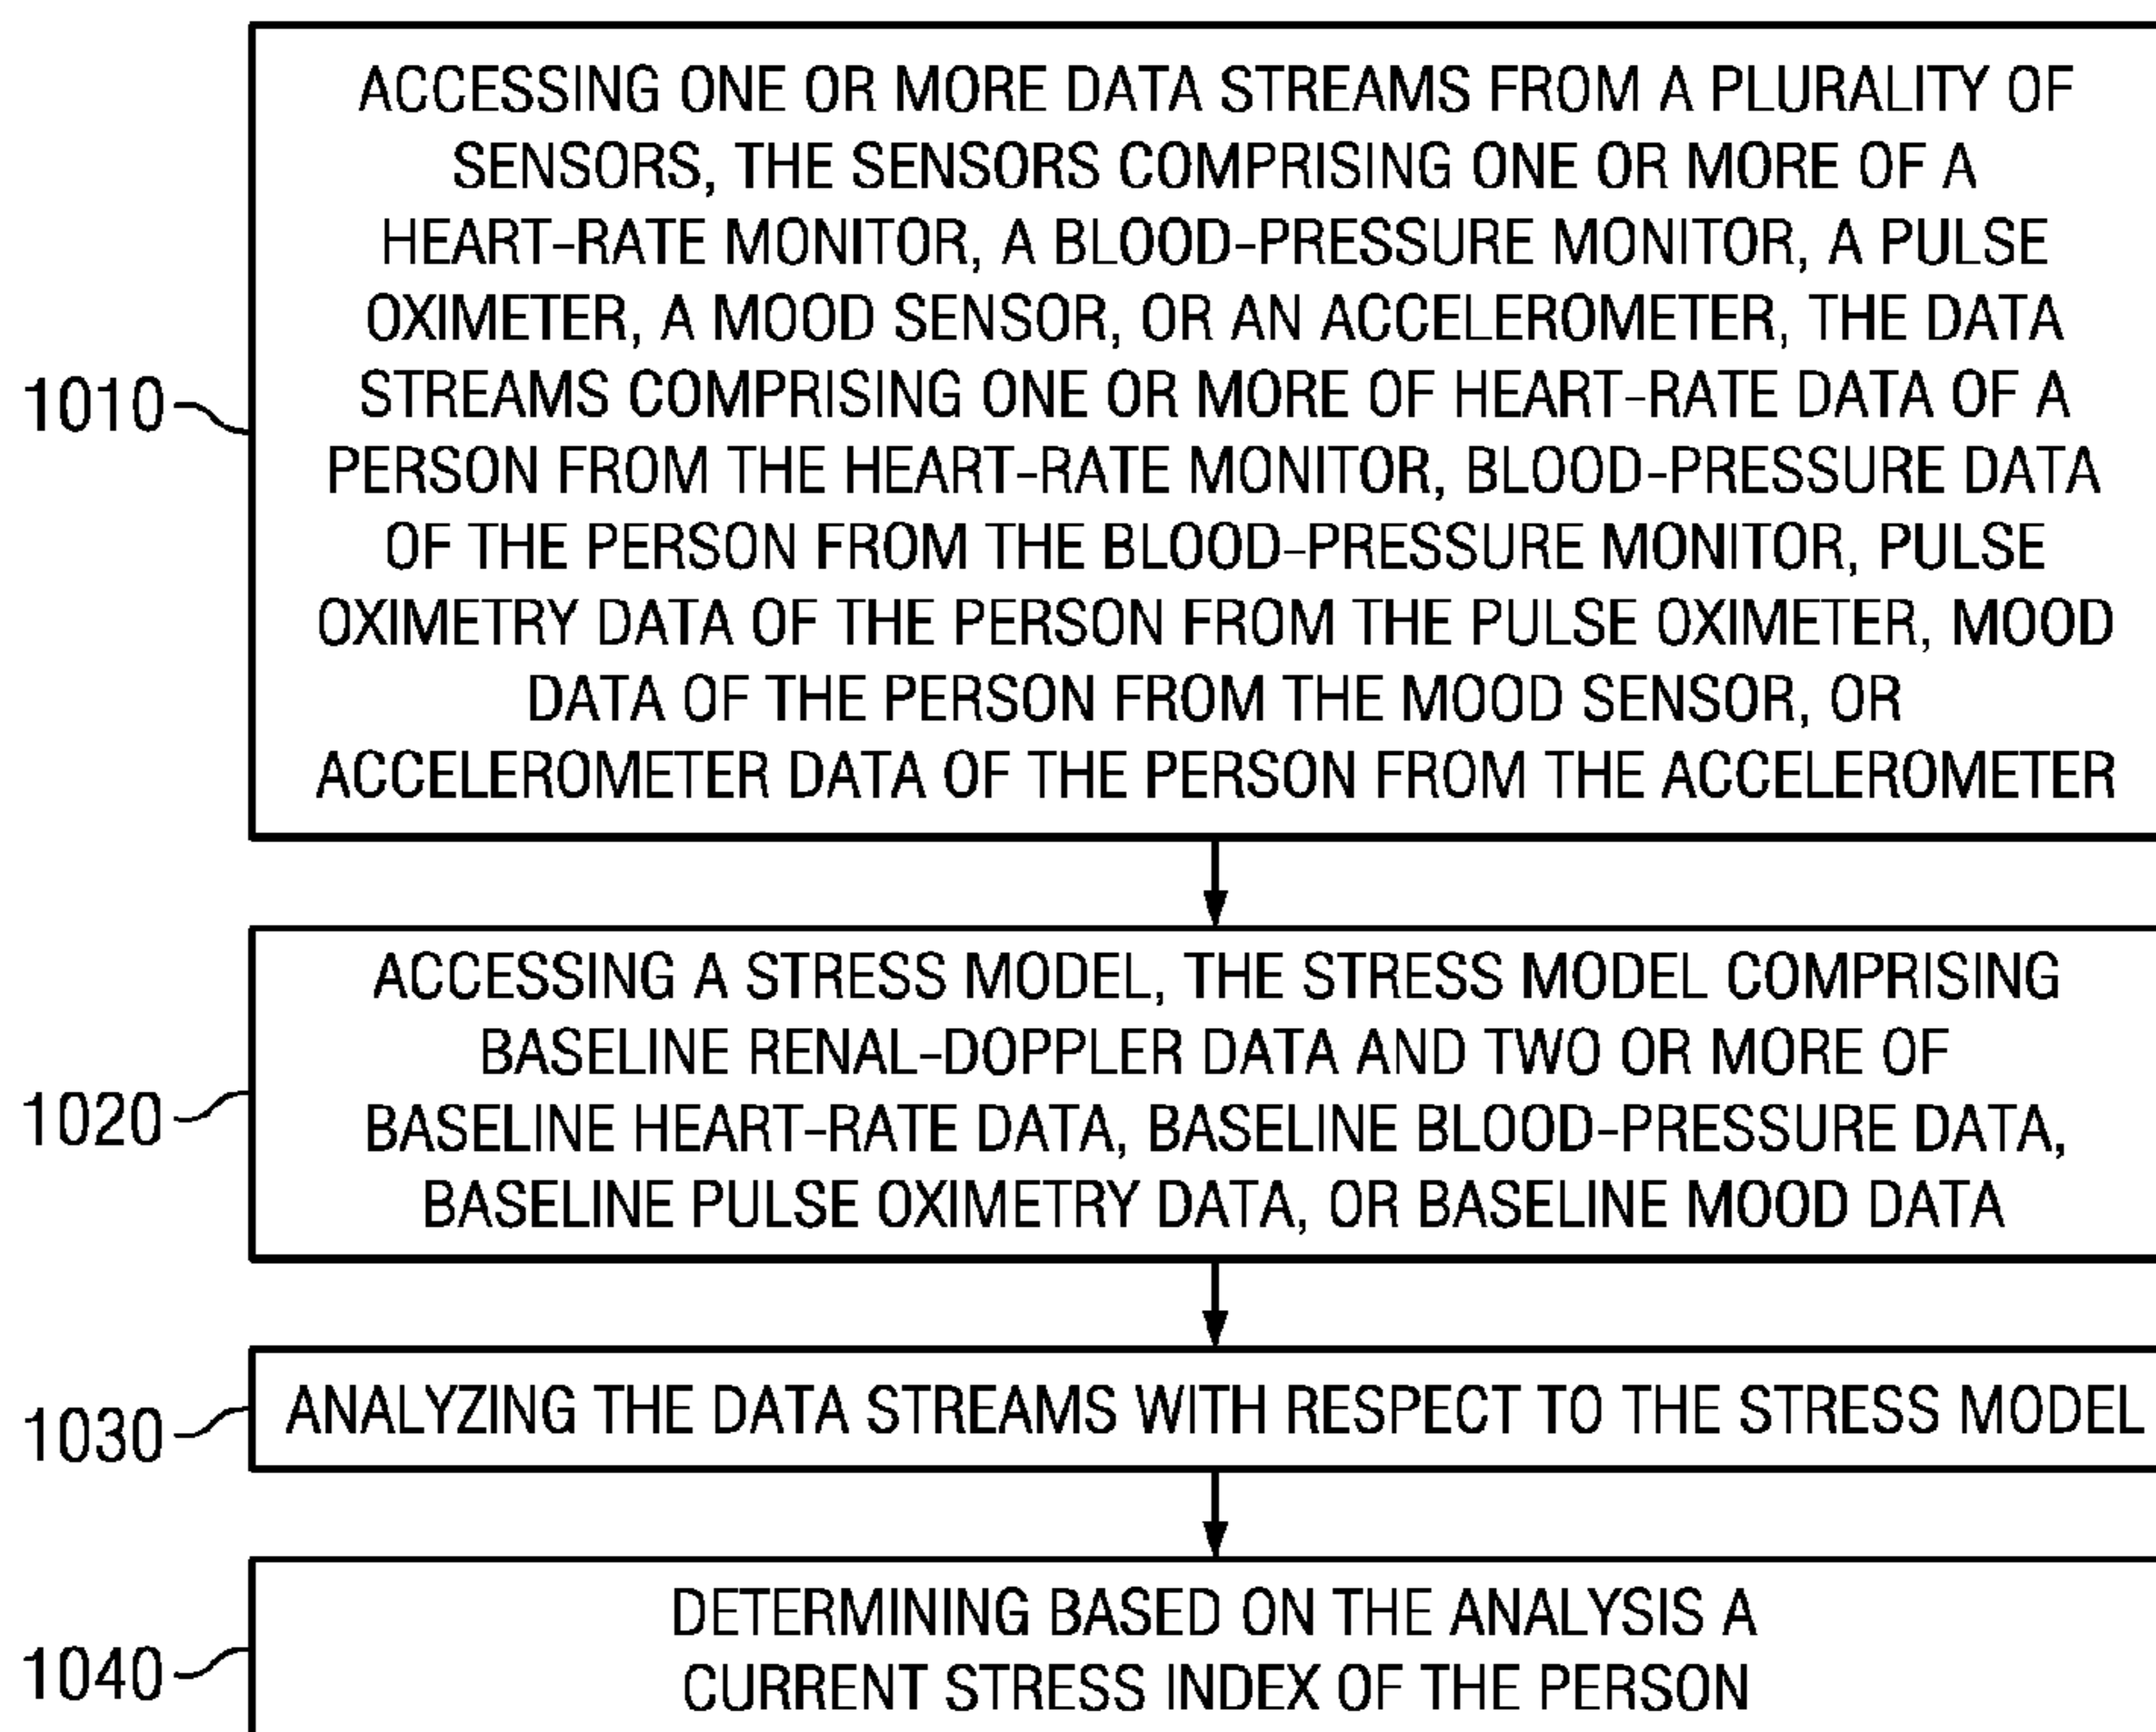 ACCESSING ONE OR MORE DATA STREAMS FROM A PLURALITY OF
SENSORS, THE SENSORS COMPRISING ONE OR MORE OF A
HEART-RATE MONITOR, A BLOOD-PRESSURE MONITOR, A PULSE
OXIMETER, A MOOD SENSOR, OR AN ACCELEROMETER, THE DATA
1010 STREAMS COMPRISING ONE OR MORE OF HEART-RATE DATA OF A
PERSON FROM THE HEART-RATE MONITOR, BLOOD-PRESSURE DATA
OF THE PERSON FROM THE BLOOD-PRESSURE MONITOR, PULSE
OXIMETRY DATA OF THE PERSON FROM THE PULSE OXIMETER, MOOD
DATA OF THE PERSON FROM THE MOOD SENSOR, OR
ACCELEROMETER DATA OF THE PERSON FROM THE ACCELEROMETER
ACCESSING A STRESS MODEL, THE STRESS MODEL COMPRISING
BASELINE RENAL-DOPPLER DATA AND TWO OR MORE OF
1020 BASELINE HEART-RATE DATA, BASELINE BLOOD-PRESSURE DATA,
BASELINE PULSE OXIMETRY DATA, OR BASELINE MOOD DATA
1030 ANALYZING THE DATA STREAMS WITH RESPECT TO THE STRESS MODEL
DETERMINING BASED ON THE ANALYSIS A
1040 CURRENT STRESS INDEX OF THE PERSON